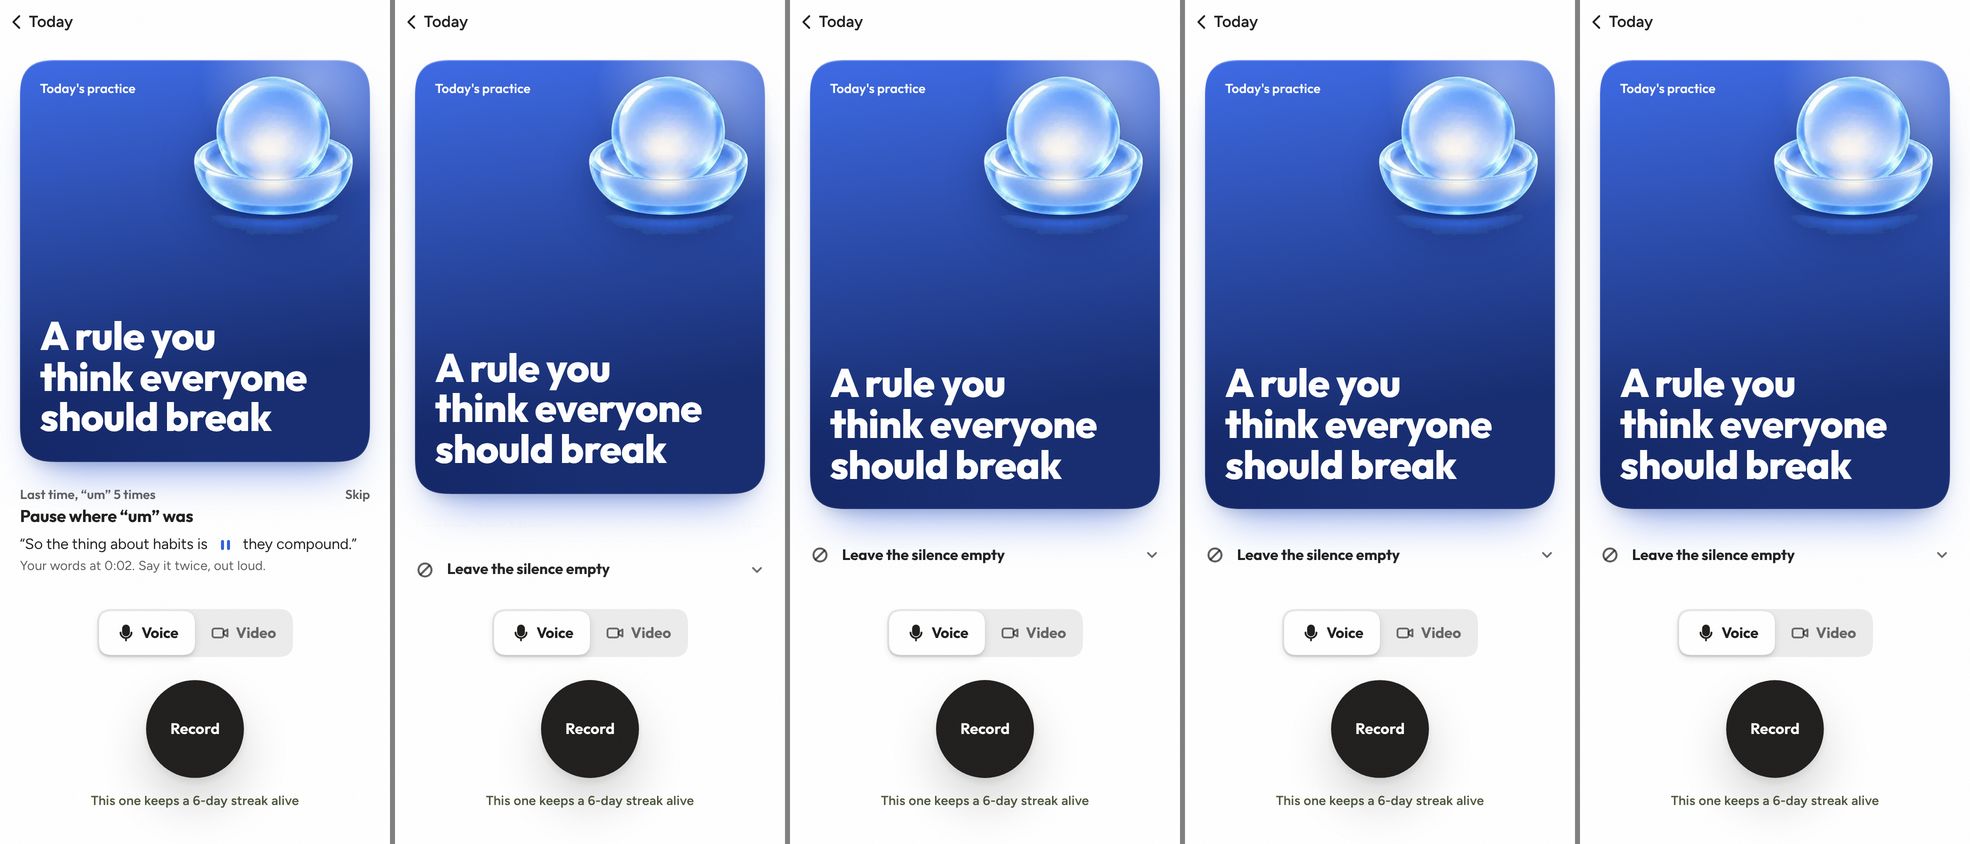 Today
Today's practice
A rule you
think everyone
should break
Last time, “um” 5 times
Skip
Pause where “um” was
“So the thing about habits is they compound.”
Your words at 0:02. Say it twice, out loud.
Voice
Video
Record
This one keeps a 6-day streak alive
Today
Today's practice
A rule you
think everyone
should break
Leave the silence empty
Voice
Video
Record
This one keeps a 6-day streak alive
Today
Today's practice
A rule you
think everyone
should break
Leave the silence empty
Voice
Video
Record
This one keeps a 6-day streak alive
Today
Today's practice
A rule you
think everyone
should break
Leave the silence empty
Voice
Video
Record
This one keeps a 6-day streak alive
Today
Today's practice
A rule you
think everyone
should break
Leave the silence empty
Voice
Video
Record
This one keeps a 6-day streak alive